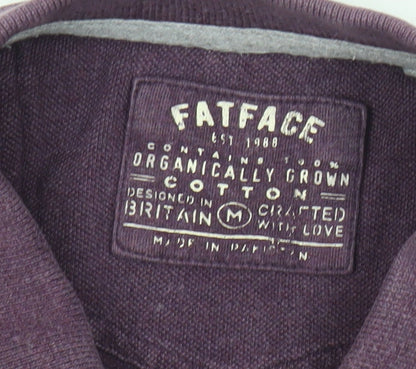 FATFACE
EST 1988
CONTAINS 100%
ORGANICALLY GROWN
COTTON
DESIGNED IN
BRITAIN
M
CRAFTED
WITH LOVE
MADE IN PAKISTAN